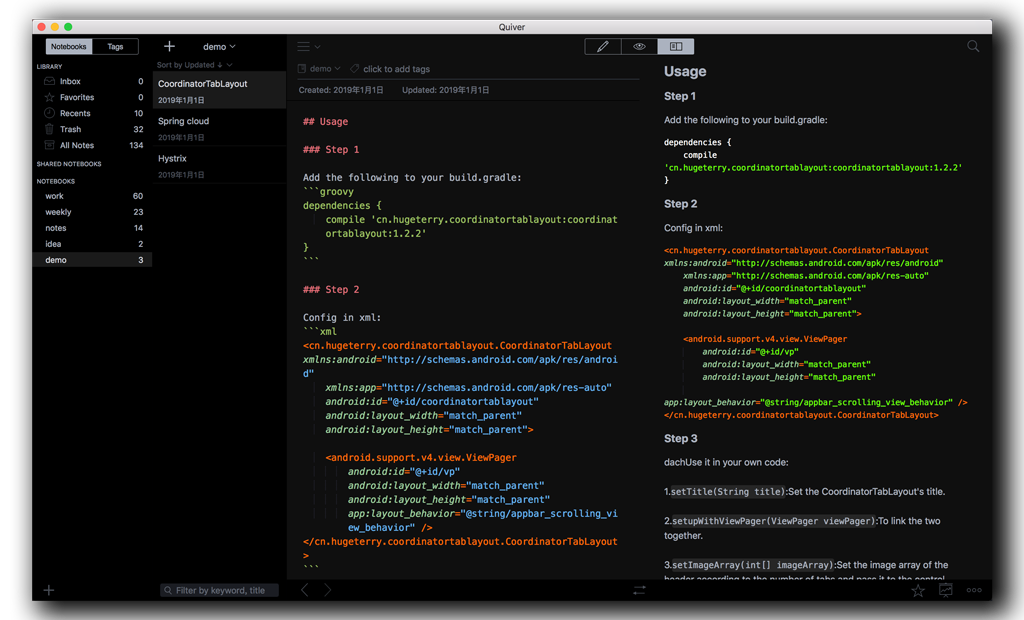 Quiver
Notebooks Tags
LIBRARY
Inbox 0
Favorites 0
Recents 10
Trash 32
All Notes 134
SHARED NOTEBOOKS
NOTEBOOKS
work 60
weekly 23
notes 14
idea 2
demo 3
demo
Sort by Updated ↓
CoordinatorTabLayout
2019年1月1日
Spring cloud
2019年1月1日
Hystrix
2019年1月1日
Filter by keyword, title
demo click to add tags
Created: 2019年1月1日 Updated: 2019年1月1日
## Usage
### Step 1
Add the following to your build.gradle:
```groovy
dependencies {
compile 'cn.hugeterry.coordinatortablayout:coordinat
ortablayout:1.2.2'
}
```
### Step 2
Config in xml:
```xml
<cn.hugeterry.coordinatortablayout.CoordinatorTabLayout
xmlns:android="http://schemas.android.com/apk/res/androi
d"
xmlns:app="http://schemas.android.com/apk/res-auto"
android:id="@+id/coordinatortablayout"
android:layout_width="match_parent"
android:layout_height="match_parent">
<android.support.v4.view.ViewPager
android:id="@+id/vp"
android:layout_width="match_parent"
android:layout_height="match_parent"
app:layout_behavior="@string/appbar_scrolling_vi
ew_behavior" />
</cn.hugeterry.coordinatortablayout.CoordinatorTabLayout
>
```
Usage
Step 1
Add the following to your build.gradle:
dependencies {
compile
'cn.hugeterry.coordinatortablayout:coordinatortablayout:1.2.2'
}
Step 2
Config in xml:
<cn.hugeterry.coordinatortablayout.CoordinatorTabLayout
xmlns:android="http://schemas.android.com/apk/res/android"
xmlns:app="http://schemas.android.com/apk/res-auto"
android:id="@+id/coordinatortablayout"
android:layout_width="match_parent"
android:layout_height="match_parent">
<android.support.v4.view.ViewPager
android:id="@+id/vp"
android:layout_width="match_parent"
android:layout_height="match_parent"
app:layout_behavior="@string/appbar_scrolling_view_behavior" />
</cn.hugeterry.coordinatortablayout.CoordinatorTabLayout>
Step 3
dachUse it in your own code:
1.setTitle(String title):Set the CoordinatorTabLayout's title.
2.setupWithViewPager(ViewPager viewPager):To link the two
together.
3.setImageArray(int[] imageArray):Set the image array of the
header according to the number of tabs and pass it to the control